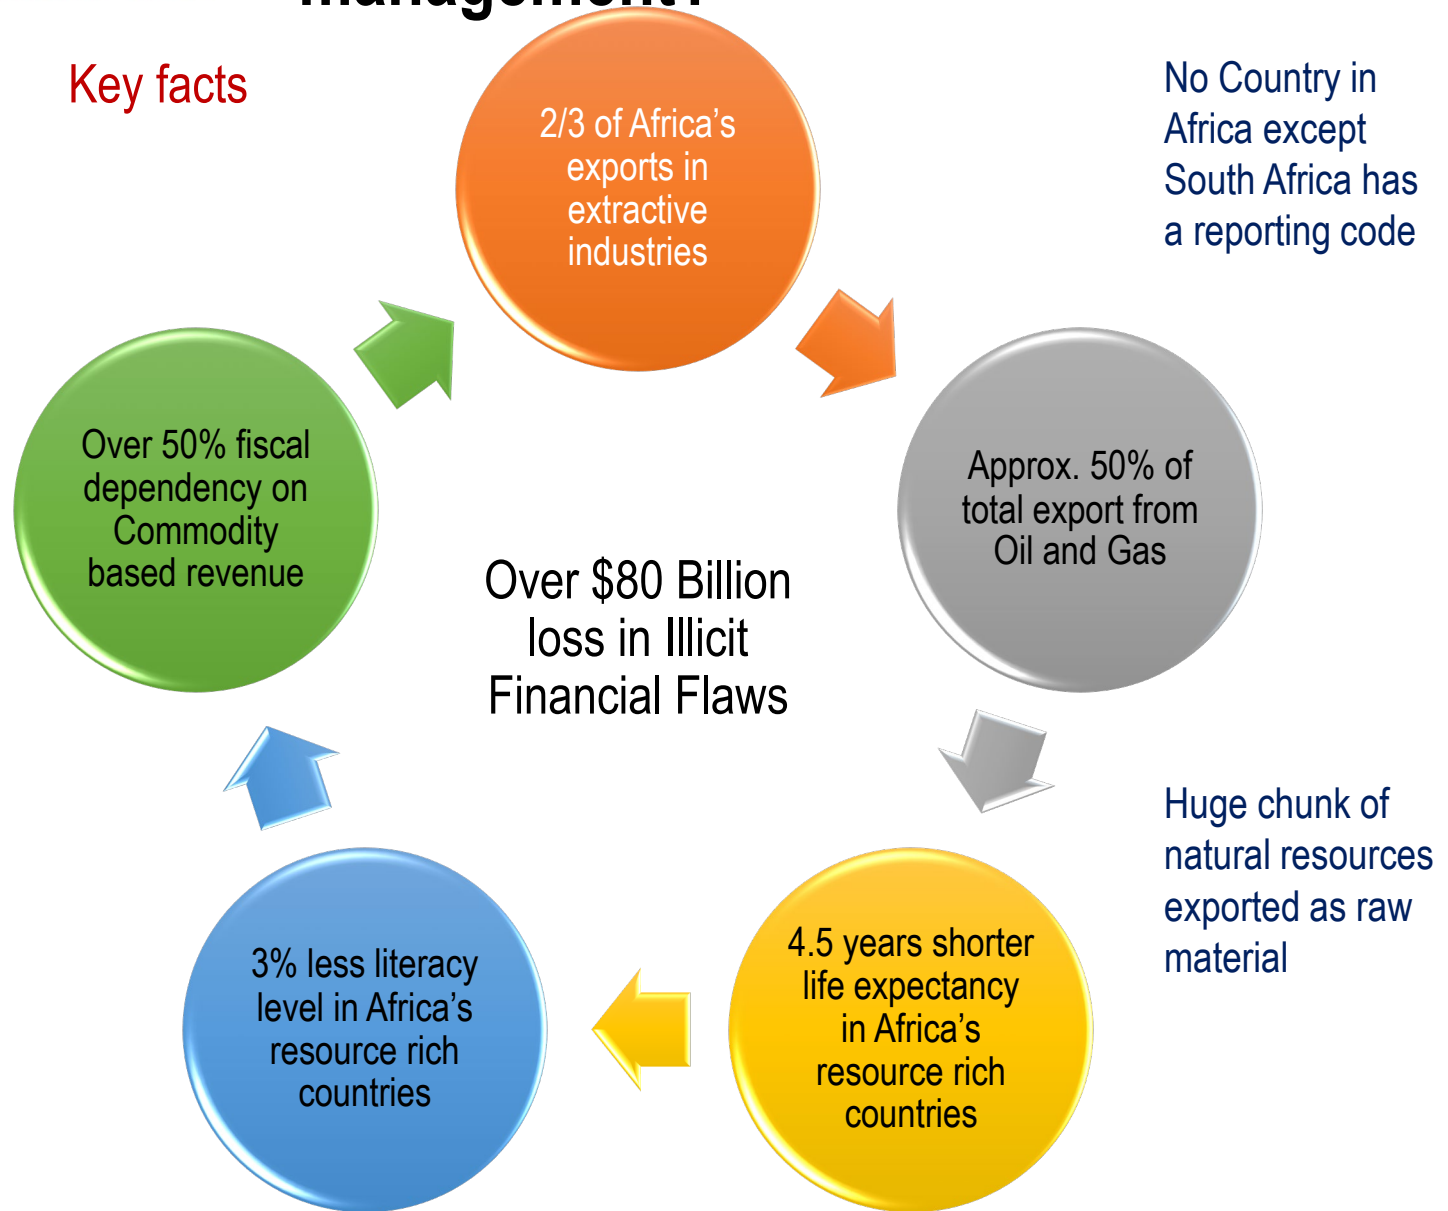 Key facts
2/3 of Africa's
exports in
extractive
industries
No Country in
Africa except
South Africa has
a reporting code
Over 50% fiscal
dependency on
Commodity
based revenue
Approx. 50% of
total export from
Oil and Gas
Over $80 Billion
loss in Illicit
Financial Flaws
Huge chunk of
natural resources
exported as raw
material
3% less literacy
level in Africa's
resource rich
countries
4.5 years shorter
life expectancy
in Africa's
resource rich
countries